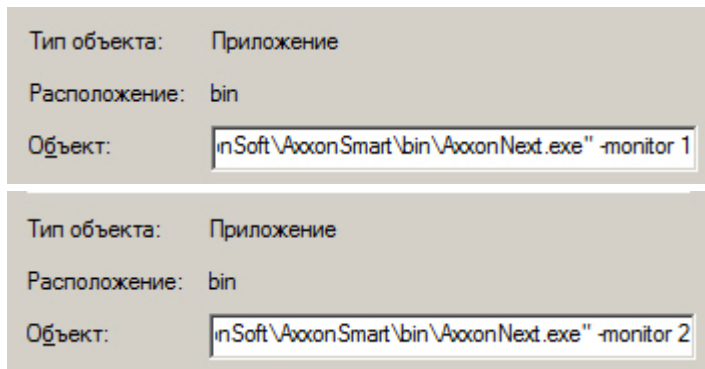 Тип объекта: Приложение
Расположение: bin
Объект: nSoft\AxxonSmart\bin\AxxonNext.exe" -monitor 1
Тип объекта: Приложение
Расположение: bin
Объект: nSoft\AxxonSmart\bin\AxxonNext.exe" -monitor 2